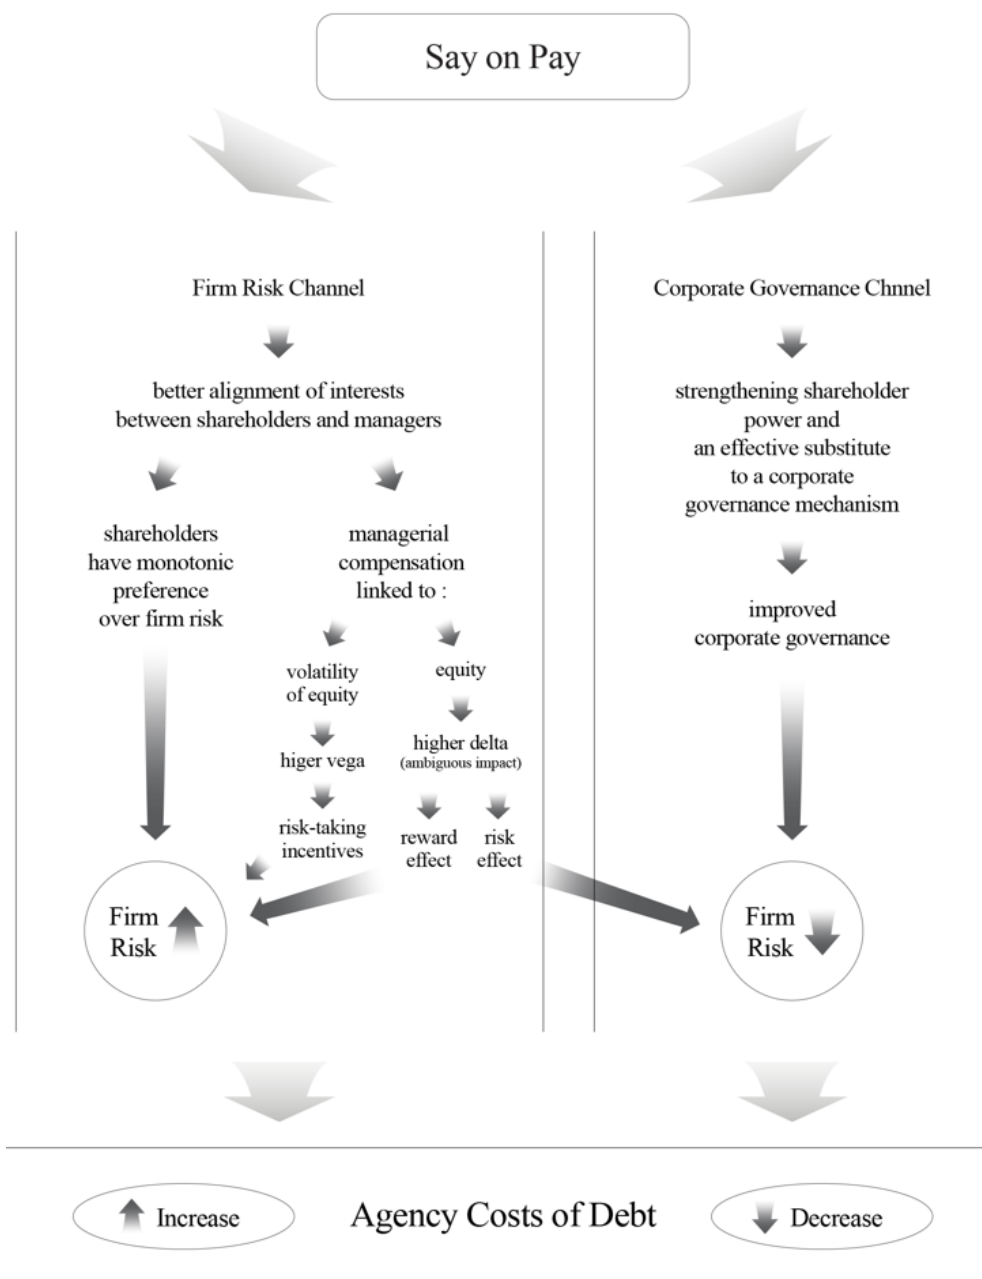 Say on Pay
Firm Risk Channel
better alignment of interests
between shareholders and managers
shareholders
have monotonic
preference
over firm risk
managerial
compensation
linked to :
volatility
of equity
higer vega
risk-taking
incentives
equity
higher delta
(ambiguous impact)
reward
effect
risk
effect
Firm
Risk
Corporate Governance Chnnel
strengthening shareholder
power and
an effective substitute
to a corporate
governance mechanism
improved
corporate governance
Firm
Risk
Increase
Agency Costs of Debt
Decrease